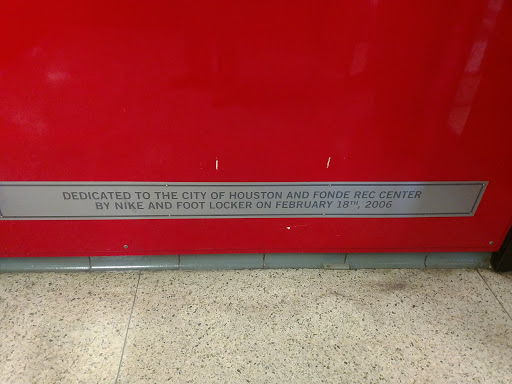 DEDICATED TO THE CITY OF HOUSTON AND FONDE REC CENTER
BY NIKE AND FOOT LOCKER ON FEBRUARY 18TH, 2006